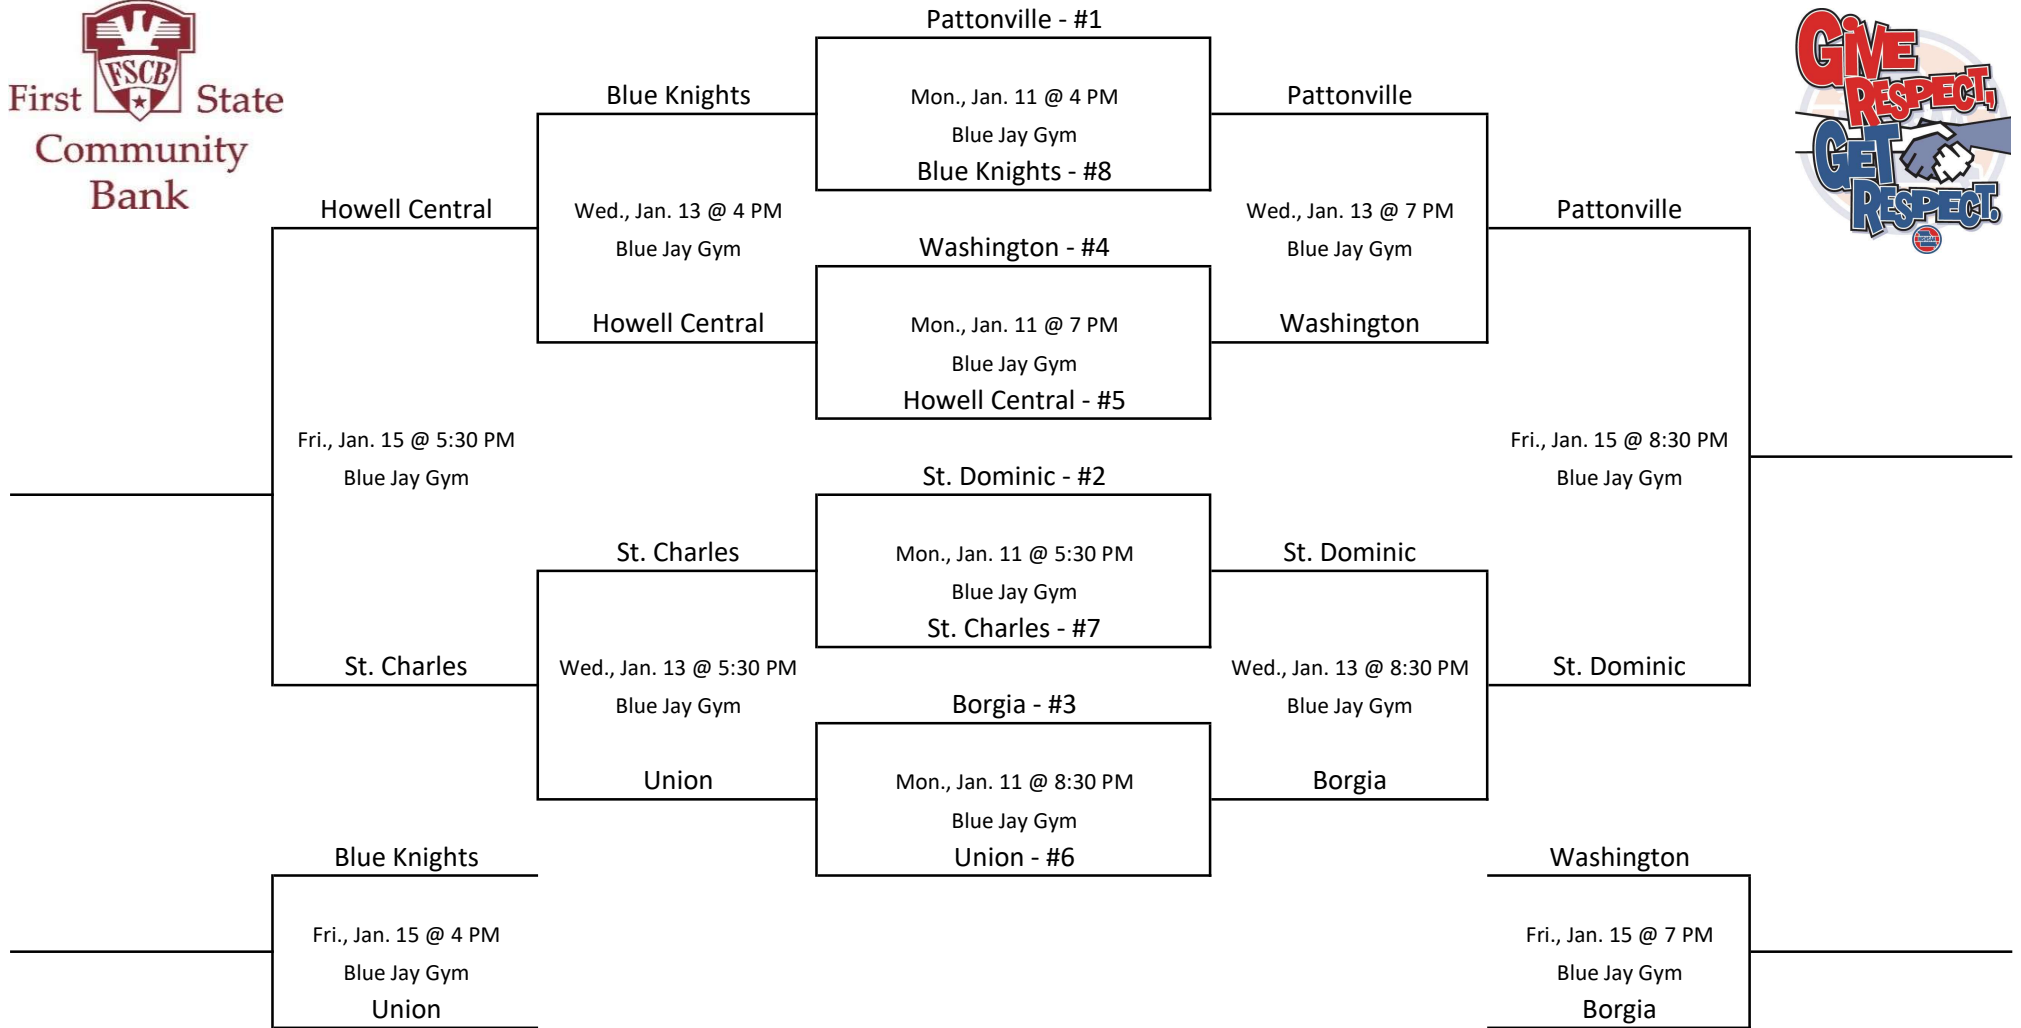 Pattonville - #1
FSCB
First State
Community
Bank
GIVE
RESPECT,
GET
RESPECT.
MSHSAA
Blue Knights
Mon., Jan. 11 @ 4 PM
Pattonville
Blue Jay Gym
Blue Knights - #8
Howell Central
Wed., Jan. 13 @ 4 PM
Wed., Jan. 13 @ 7 PM
Pattonville
Blue Jay Gym
Washington - #4
Blue Jay Gym
Howell Central
Mon., Jan. 11 @ 7 PM
Washington
Blue Jay Gym
Howell Central - #5
Fri., Jan. 15 @ 5:30 PM
Fri., Jan. 15 @ 8:30 PM
Blue Jay Gym
St. Dominic - #2
Blue Jay Gym
St. Charles
Mon., Jan. 11 @ 5:30 PM
St. Dominic
Blue Jay Gym
St. Charles - #7
St. Charles
Wed., Jan. 13 @ 5:30 PM
Wed., Jan. 13 @ 8:30 PM
St. Dominic
Blue Jay Gym
Borgia - #3
Blue Jay Gym
Union
Mon., Jan. 11 @ 8:30 PM
Borgia
Blue Jay Gym
Blue Knights
Union - #6
Washington
Fri., Jan. 15 @ 4 PM
Fri., Jan. 15 @ 7 PM
Blue Jay Gym
Blue Jay Gym
Union
Borgia